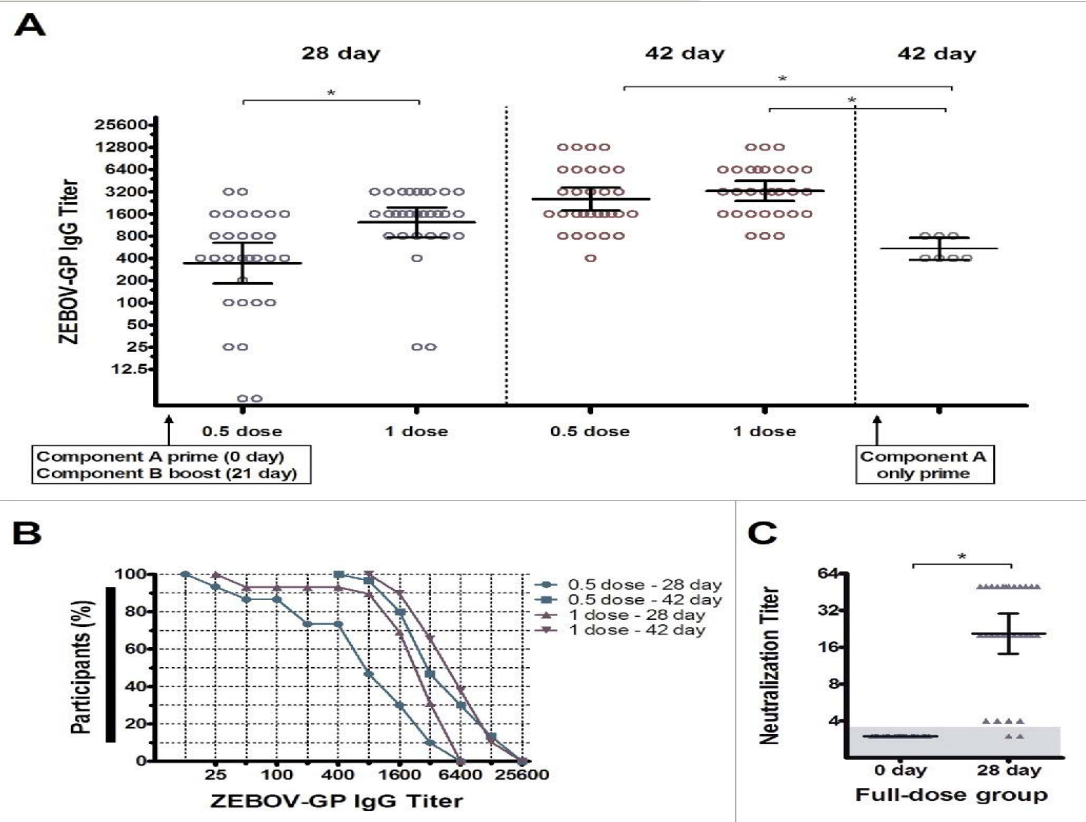 A
28 day
42 day
42 day
*
*
*
ZEBOV-GP IgG Titer
25600
12800
6400
3200
1600
800
400
200
100
50
25
12.5
0.5 dose
1 dose
0.5 dose
1 dose
Component A prime (0 day)
Component B boost (21 day)
Component A
only prime
B
Participants (%)
100
80
60
40
20
0
25
100
400
1600
6400
25600
ZEBOV-GP IgG Titer
0.5 dose - 28 day
0.5 dose - 42 day
1 dose - 28 day
1 dose - 42 day
C
*
Neutralization Titer
64
32
16
8
4
0 day
28 day
Full-dose group